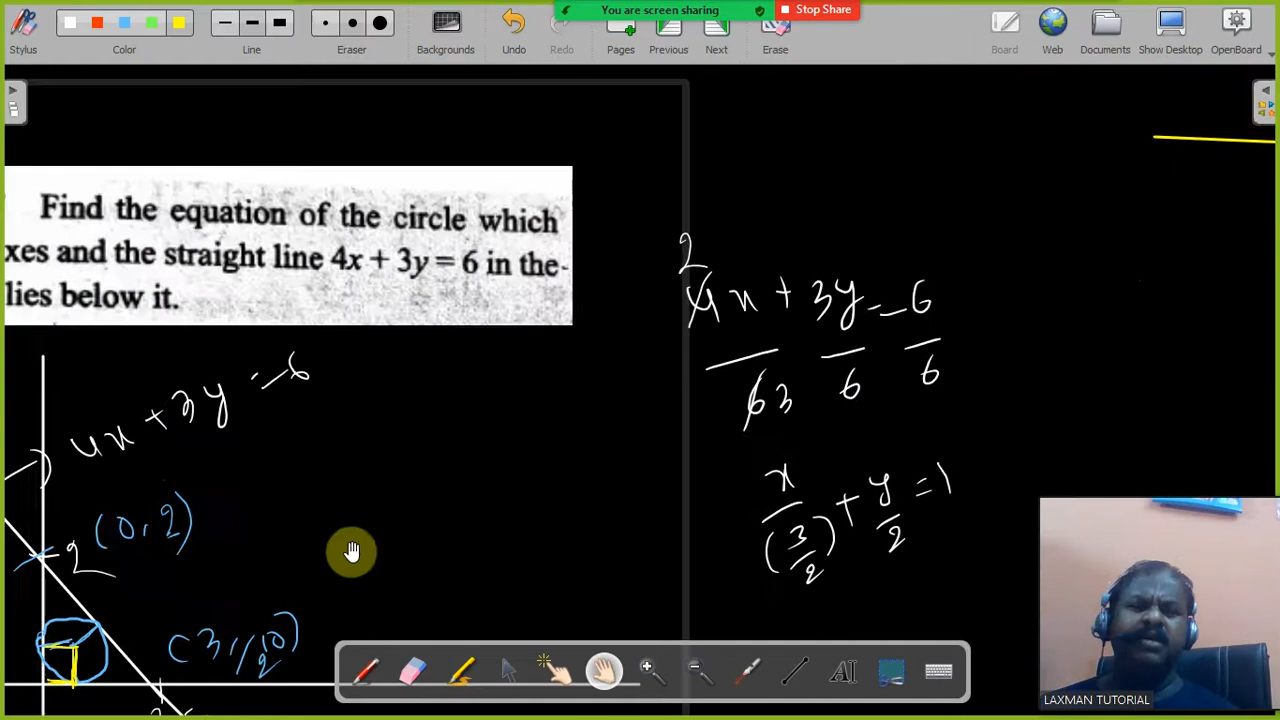 You are screen sharing
Stop Share
Stylus
Color
Line
Eraser
Backgrounds
Undo
Redo
Pages
Previous
Next
Erase
Board
Web
Documents
Show Desktop
OpenBoard
Find the equation of the circle which
xes and the straight line 4x + 3y = 6 in the
lies below it.
4x + 3y = 6
(0, 2)
2
2
4x + 3y = 6
63 6 6
x/(3/2) + y/2 = 1
LAXMAN TUTORIAL